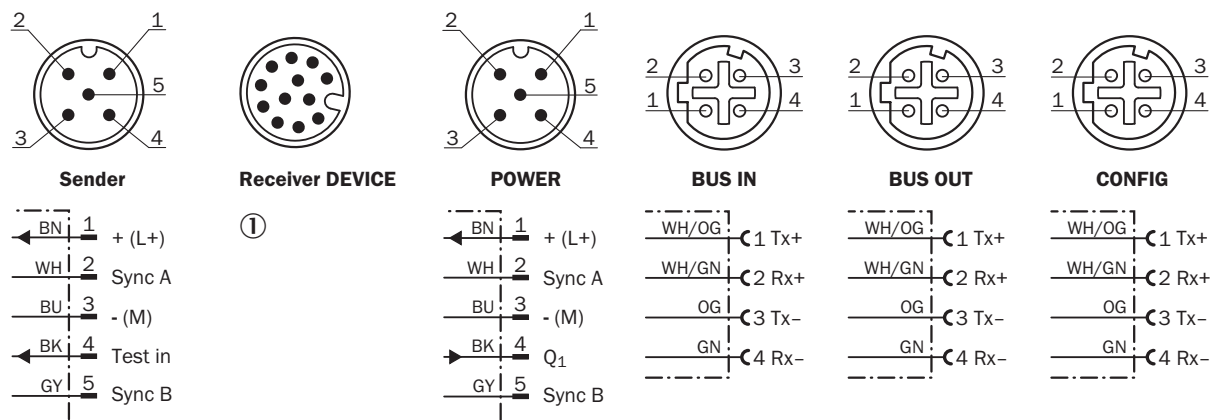 2 1
5
3 4
Sender
BN 1 + (L+)
WH 2 Sync A
BU 3 - (M)
BK 4 Test in
GY 5 Sync B
Receiver DEVICE
①
2 1
5
3 4
POWER
BN 1 + (L+)
WH 2 Sync A
BU 3 - (M)
BK 4 Q₁
GY 5 Sync B
2 3
1 4
BUS IN
WH/OG 1 Tx+
WH/GN 2 Rx+
OG 3 Tx–
GN 4 Rx–
2 3
1 4
BUS OUT
WH/OG 1 Tx+
WH/GN 2 Rx+
OG 3 Tx–
GN 4 Rx–
2 3
1 4
CONFIG
WH/OG 1 Tx+
WH/GN 2 Rx+
OG 3 Tx–
GN 4 Rx–